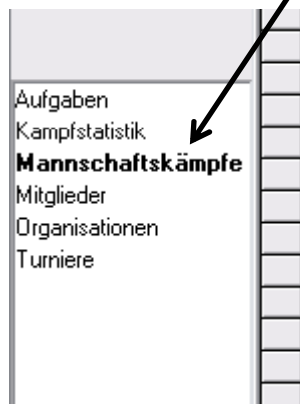 Aufgaben
Kampfstatistik
Mannschaftskämpfe
Mitglieder
Organisationen
Turniere